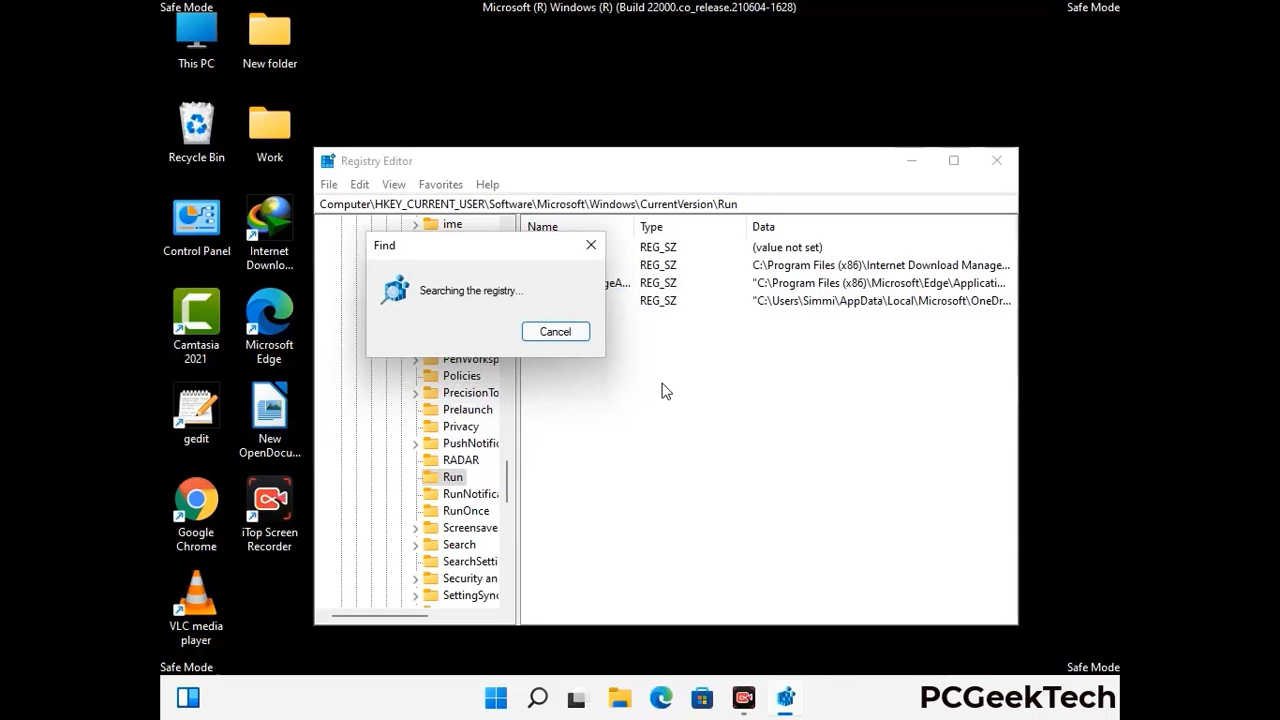 Safe Mode
Microsoft (R) Windows (R) (Build 22000.co_release.210604-1628)
Safe Mode
This PC
New folder
Recycle Bin
Work
Control Panel
Internet
Downlo...
Camtasia
2021
Microsoft
Edge
gedit
New
OpenDocu...
Google
Chrome
iTop Screen
Recorder
VLC media
player
Registry Editor
File Edit View Favorites Help
Computer\HKEY_CURRENT_USER\Software\Microsoft\Windows\CurrentVersion\Run
ime
Find
Searching the registry...
Cancel
PenWorksp
Policies
PrecisionTo
Prelaunch
Privacy
PushNotific
RADAR
Run
RunNotifica
RunOnce
Screensave
Search
SearchSetti
Security an
SettingSync
Name Type Data
REG_SZ (value not set)
REG_SZ C:\Program Files (x86)\Internet Download Manage...
geA... REG_SZ "C:\Program Files (x86)\Microsoft\Edge\Applicati...
REG_SZ "C:\Users\Simmi\AppData\Local\Microsoft\OneDr...
Safe Mode
Safe Mode
PCGeekTech